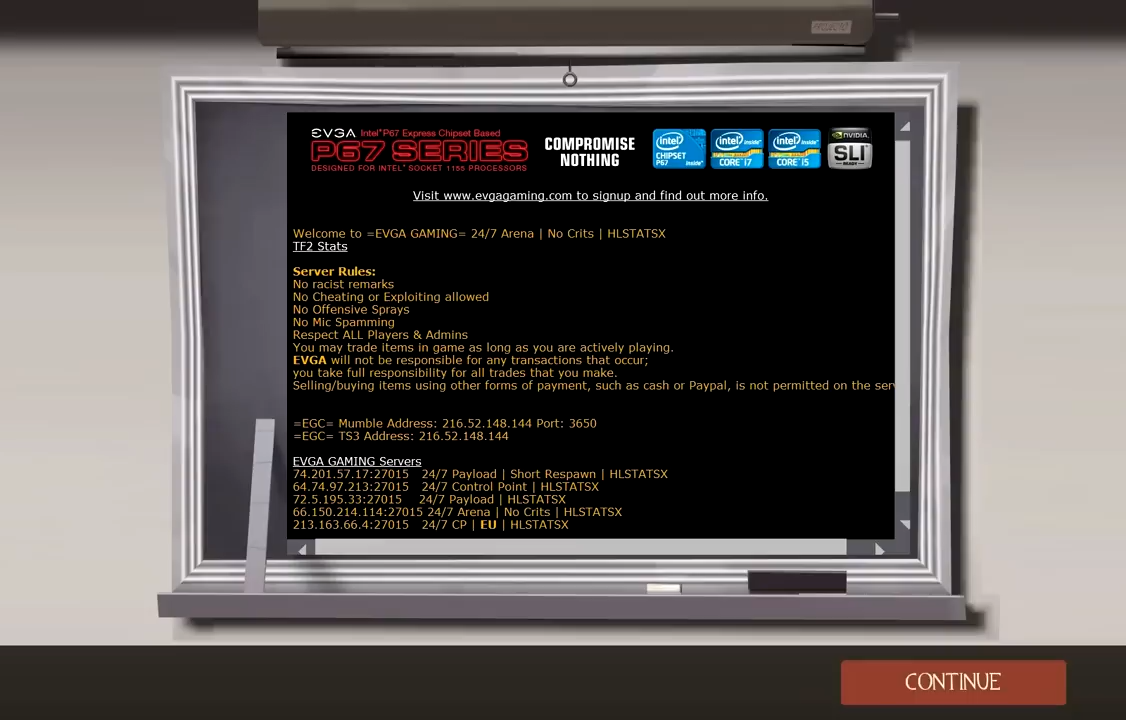 EVGA Intel® P67 Express Chipset Based
P67 SERIES
DESIGNED FOR INTEL® SOCKET 1155 PROCESSORS
COMPROMISE
NOTHING
intel inside™
CHIPSET
P67
intel inside™
CORE i7
intel inside™
CORE i5
NVIDIA.
SLI
READY
Visit www.evgagaming.com to signup and find out more info.
Welcome to =EVGA GAMING= 24/7 Arena | No Crits | HLSTATSX
TF2 Stats
Server Rules:
No racist remarks
No Cheating or Exploiting allowed
No Offensive Sprays
No Mic Spamming
Respect ALL Players & Admins
You may trade items in game as long as you are actively playing.
EVGA will not be responsible for any transactions that occur;
you take full responsibility for all trades that you make.
Selling/buying items using other forms of payment, such as cash or Paypal, is not permitted on the serv
=EGC= Mumble Address: 216.52.148.144 Port: 3650
=EGC= TS3 Address: 216.52.148.144
EVGA GAMING Servers
74.201.57.17:27015 24/7 Payload | Short Respawn | HLSTATSX
64.74.97.213:27015 24/7 Control Point | HLSTATSX
72.5.195.33:27015 24/7 Payload | HLSTATSX
66.150.214.114:27015 24/7 Arena | No Crits | HLSTATSX
213.163.66.4:27015 24/7 CP | EU | HLSTATSX
CONTINUE